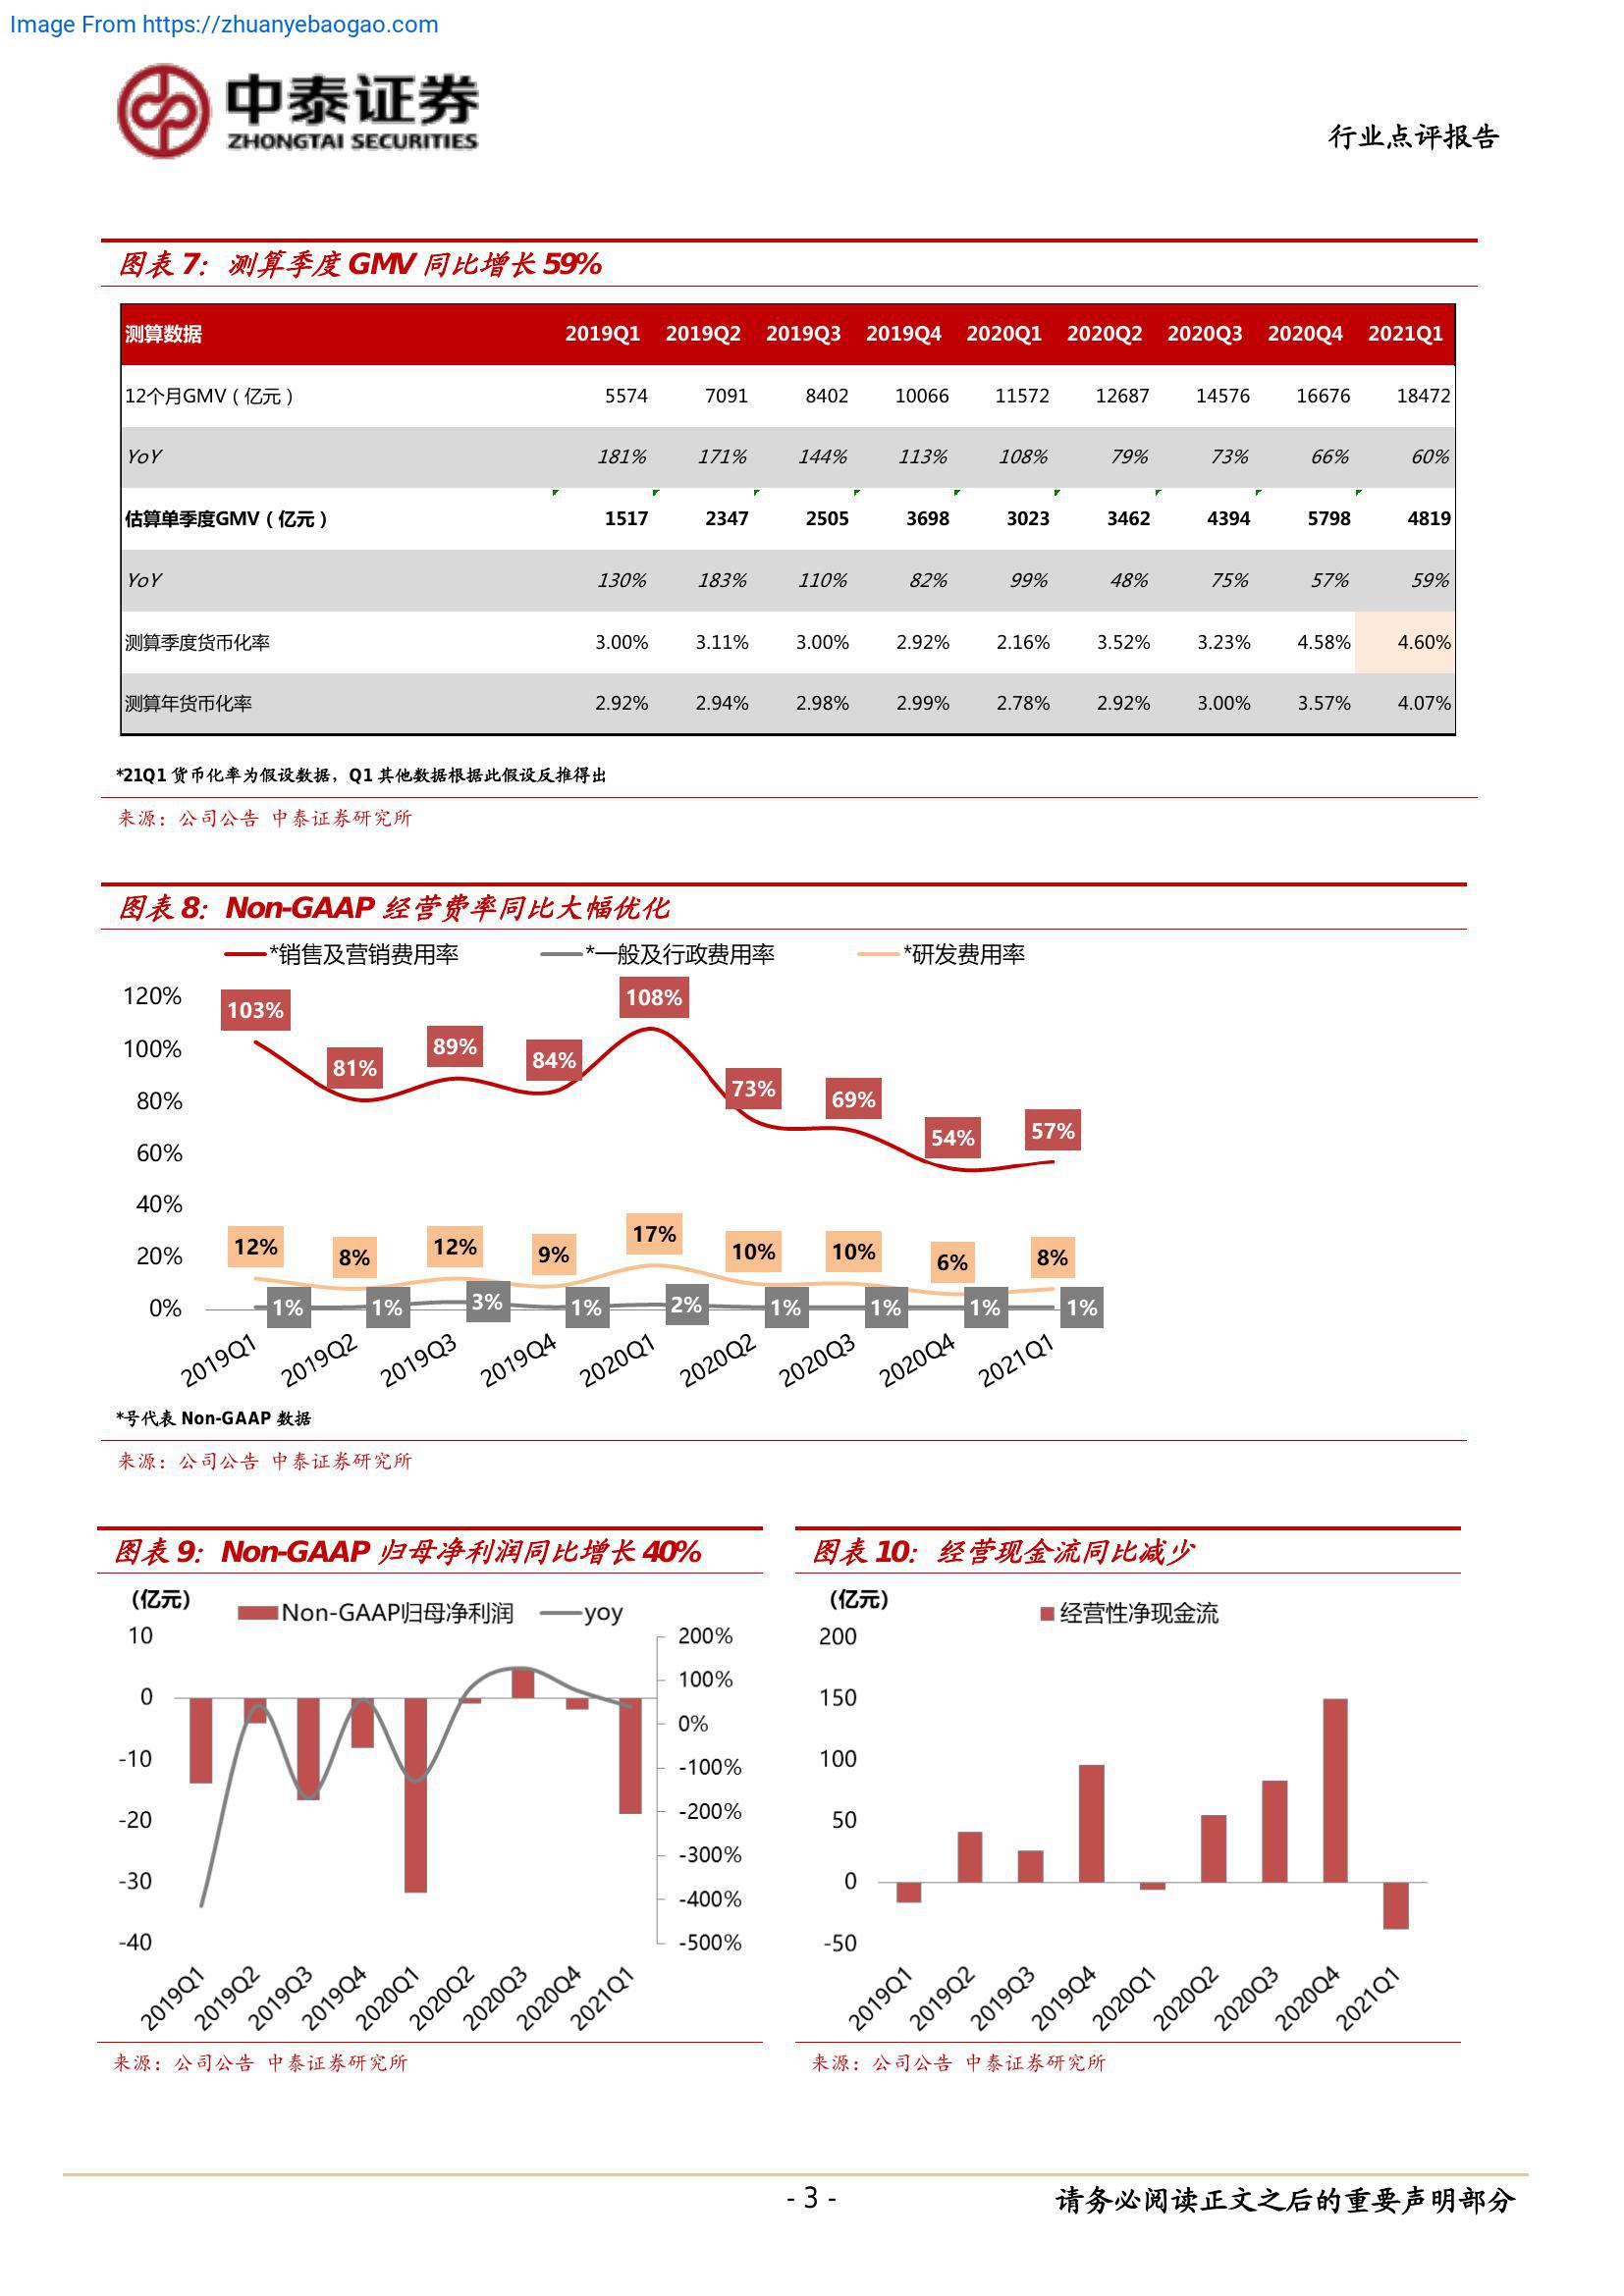 Image From https://zhuanyebaogao.com
中泰证券
ZHONGTAI SECURITIES
行业点评报告
图表 7：测算季度 GMV 同比增长 59%
测算数据 2019Q1 2019Q2 2019Q3 2019Q4 2020Q1 2020Q2 2020Q3 2020Q4 2021Q1
12个月GMV（亿元） 5574 7091 8402 10066 11572 12687 14576 16676 18472
YoY 181% 171% 144% 113% 108% 79% 73% 66% 60%
估算单季度GMV（亿元） 1517 2347 2505 3698 3023 3462 4394 5798 4819
YoY 130% 183% 110% 82% 99% 48% 75% 57% 59%
测算季度货币化率 3.00% 3.11% 3.00% 2.92% 2.16% 3.52% 3.23% 4.58% 4.60%
测算年货币化率 2.92% 2.94% 2.98% 2.99% 2.78% 2.92% 3.00% 3.57% 4.07%
*21Q1 货币化率为假设数据，Q1 其他数据根据此假设反推得出
来源：公司公告 中泰证券研究所
图表 8：Non-GAAP 经营费率同比大幅优化
*销售及营销费用率 *一般及行政费用率 *研发费用率
120%
100%
80%
60%
40%
20%
0%
103% 81% 89% 84% 108% 73% 69% 54% 57%
12% 8% 12% 9% 17% 10% 10% 6% 8%
1% 1% 3% 1% 2% 1% 1% 1% 1%
2019Q1 2019Q2 2019Q3 2019Q4 2020Q1 2020Q2 2020Q3 2020Q4 2021Q1
*号代表 Non-GAAP 数据
来源：公司公告 中泰证券研究所
图表 9：Non-GAAP 归母净利润同比增长 40%
（亿元）
Non-GAAP归母净利润 yoy
10
0
-10
-20
-30
-40
200%
100%
0%
-100%
-200%
-300%
-400%
-500%
2019Q1 2019Q2 2019Q3 2019Q4 2020Q1 2020Q2 2020Q3 2020Q4 2021Q1
来源：公司公告 中泰证券研究所
图表 10：经营现金流同比减少
（亿元）
经营性净现金流
200
150
100
50
0
-50
2019Q1 2019Q2 2019Q3 2019Q4 2020Q1 2020Q2 2020Q3 2020Q4 2021Q1
来源：公司公告 中泰证券研究所
- 3 -
请务必阅读正文之后的重要声明部分